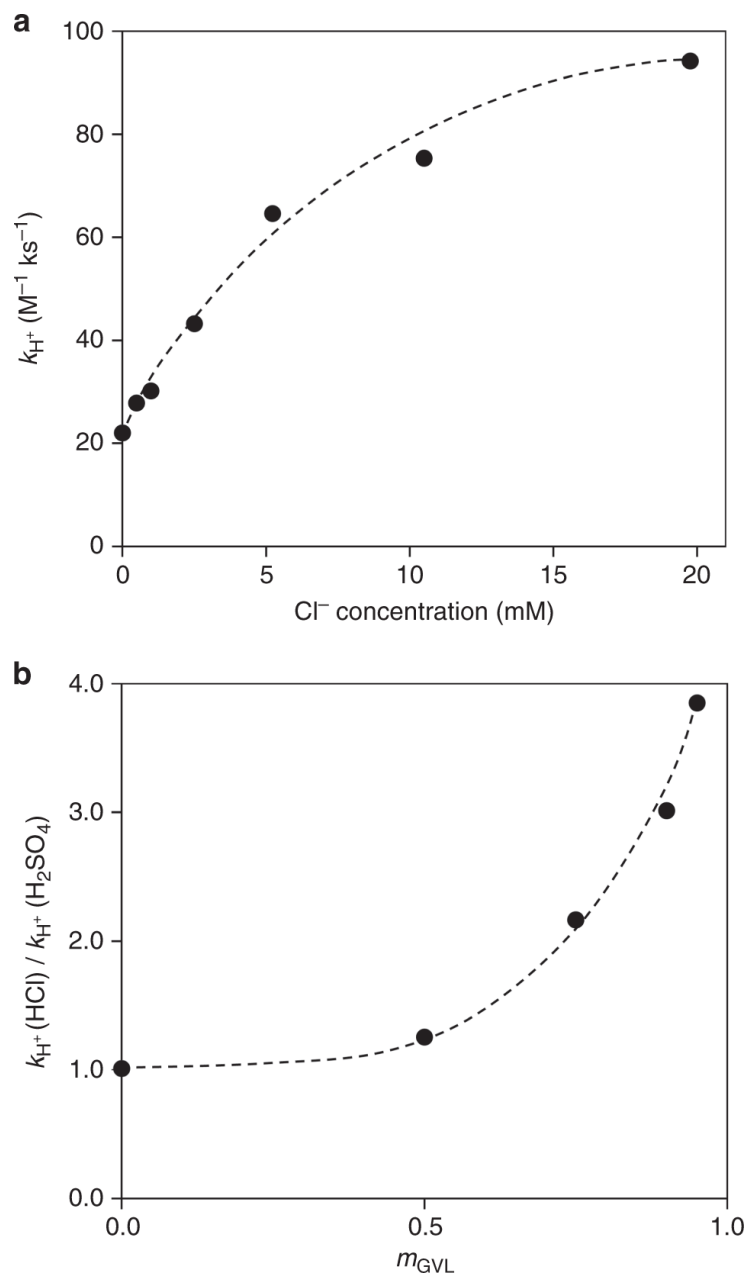 a
100
80
60
40
20
0
k_H⁺ (M⁻¹ ks⁻¹)
0 5 10 15 20
Cl⁻ concentration (mM)
b
4.0
3.0
2.0
1.0
0.0
k_H⁺ (HCl) / k_H⁺ (H₂SO₄)
0.0 0.5 1.0
m_GVL